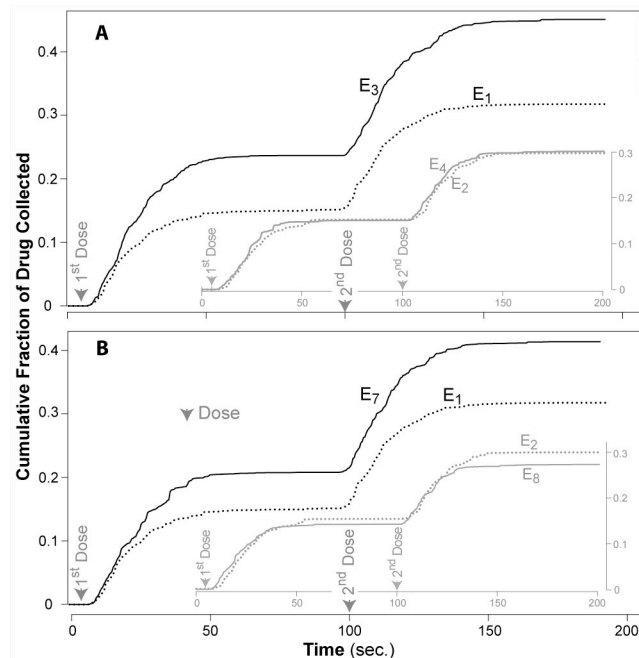 Cumulative Fraction of Drug Collected
A
0.4
0.3
0.2
0.1
0
E3
E1
1st Dose
2nd Dose
E4
E2
1st Dose
2nd Dose
0.3
0.2
0.1
0
0 50 100 150 200
B
0.4
0.3
0.2
0.1
0
E7
E1
Dose
1st Dose
2nd Dose
E2
E8
1st Dose
2nd Dose
0.3
0.2
0.1
0
0 50 100 150 200
0 50 100 150 200
Time (sec.)